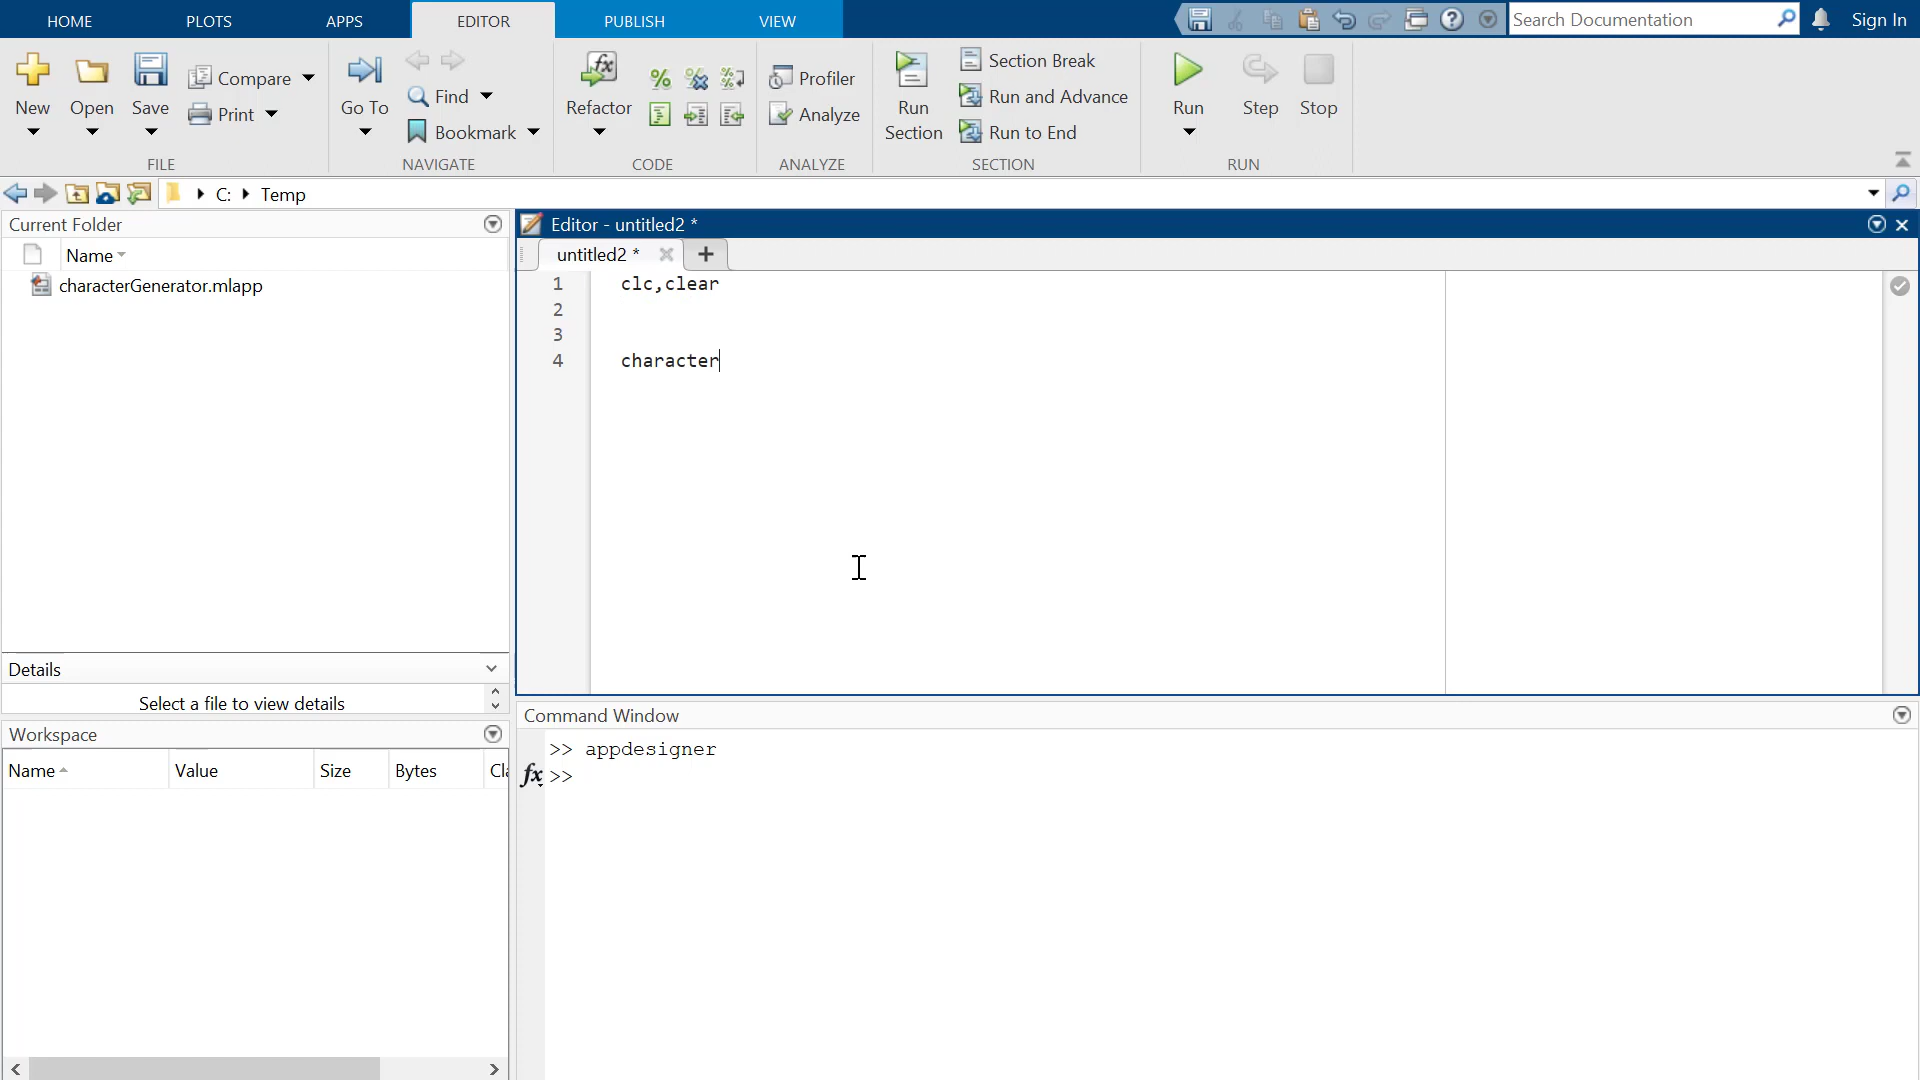 HOME PLOTS APPS EDITOR PUBLISH VIEW Search Documentation Sign In
New Open Save Compare Print FILE
Go To Find Bookmark NAVIGATE
Refactor CODE
Profiler Analyze ANALYZE
Run Section Section Break Run and Advance Run to End SECTION
Run Step Stop RUN
C: Temp
Current Folder
Name
characterGenerator.mlapp
Details
Select a file to view details
Workspace
Name Value Size Bytes Cla
Editor - untitled2 *
untitled2 * +
1 clc,clear
2
3
4 character
Command Window
>> appdesigner
fx >>